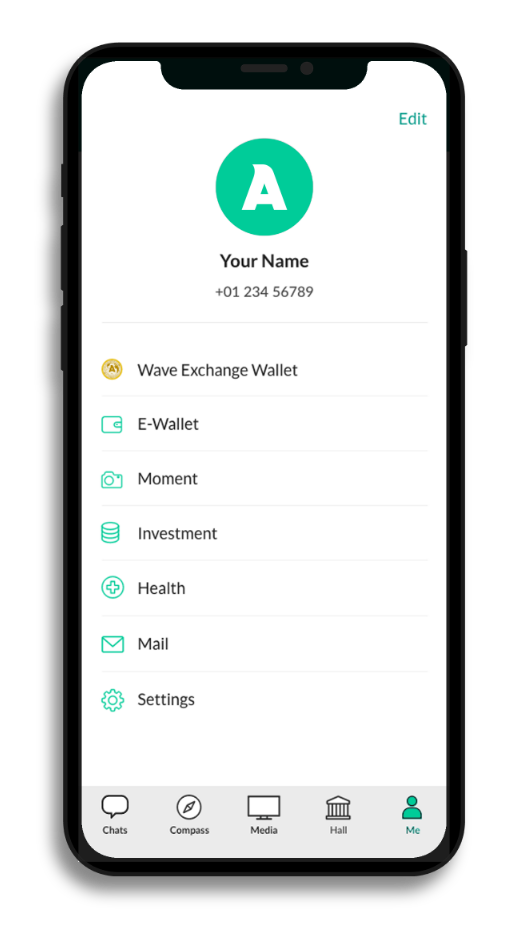 Edit
A
Your Name
+01 234 56789
Wave Exchange Wallet
E-Wallet
Moment
Investment
Health
Mail
Settings
Chats
Compass
Media
Hall
Me